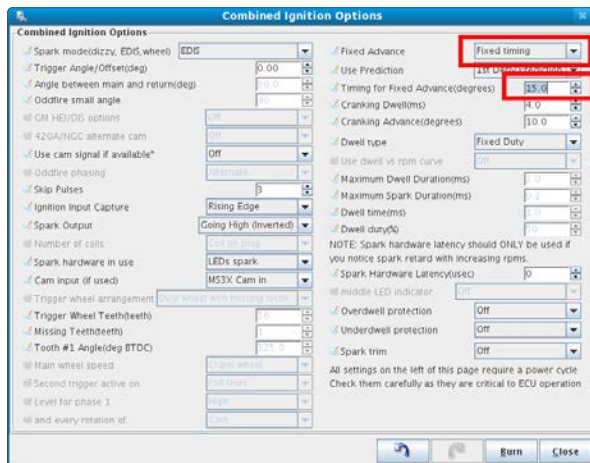 Combined Ignition Options
Combined Ignition Options
Spark mode(dizzy, EDIS,wheel) EDIS
Trigger Angle/Offset(deg) 0.00
Angle between main and return(deg) 50.0
Oddfire small angle 90
GM HEI/DIS options Off
420A/NGC alternate cam Off
Use cam signal if available* Off
Oddfire phasing Alternate
Skip Pulses 3
Ignition Input Capture Rising Edge
Spark Output Going High (Inverted)
Number of coils Coil on plug
Spark hardware in use LEDs spark
Cam input (if used) MS3X Cam in
Trigger wheel arrangement Dual wheel with missing tooth
Trigger Wheel Teeth(teeth)
Missing Teeth(teeth)
Tooth #1 Angle(deg BTDC)
Main wheel speed Crank wheel
Second trigger active on
Level for phase 1 High
and every rotation of. Cam
Fixed Advance Fixed timing
Use Prediction 1st Deriv Prediction
Timing for Fixed Advance(degrees) 15.0
Cranking Dwell(ms) 4.0
Cranking Advance(degrees) 10.0
Dwell type Fixed Duty
Use dwell vs rpm curve Off
Maximum Dwell Duration(ms)
Maximum Spark Duration(ms)
Dwell time(ms)
Dwell duty(%) 50
NOTE: Spark hardware latency should ONLY be used if
you notice spark retard with increasing rpms.
Spark Hardware Latency(usec) 0
middle LED indicator Off
Overdwell protection Off
Underdwell protection Off
Spark trim Off
All settings on the left of this page require a power cycle
Check them carefully as they are critical to ECU operation
Burn Close